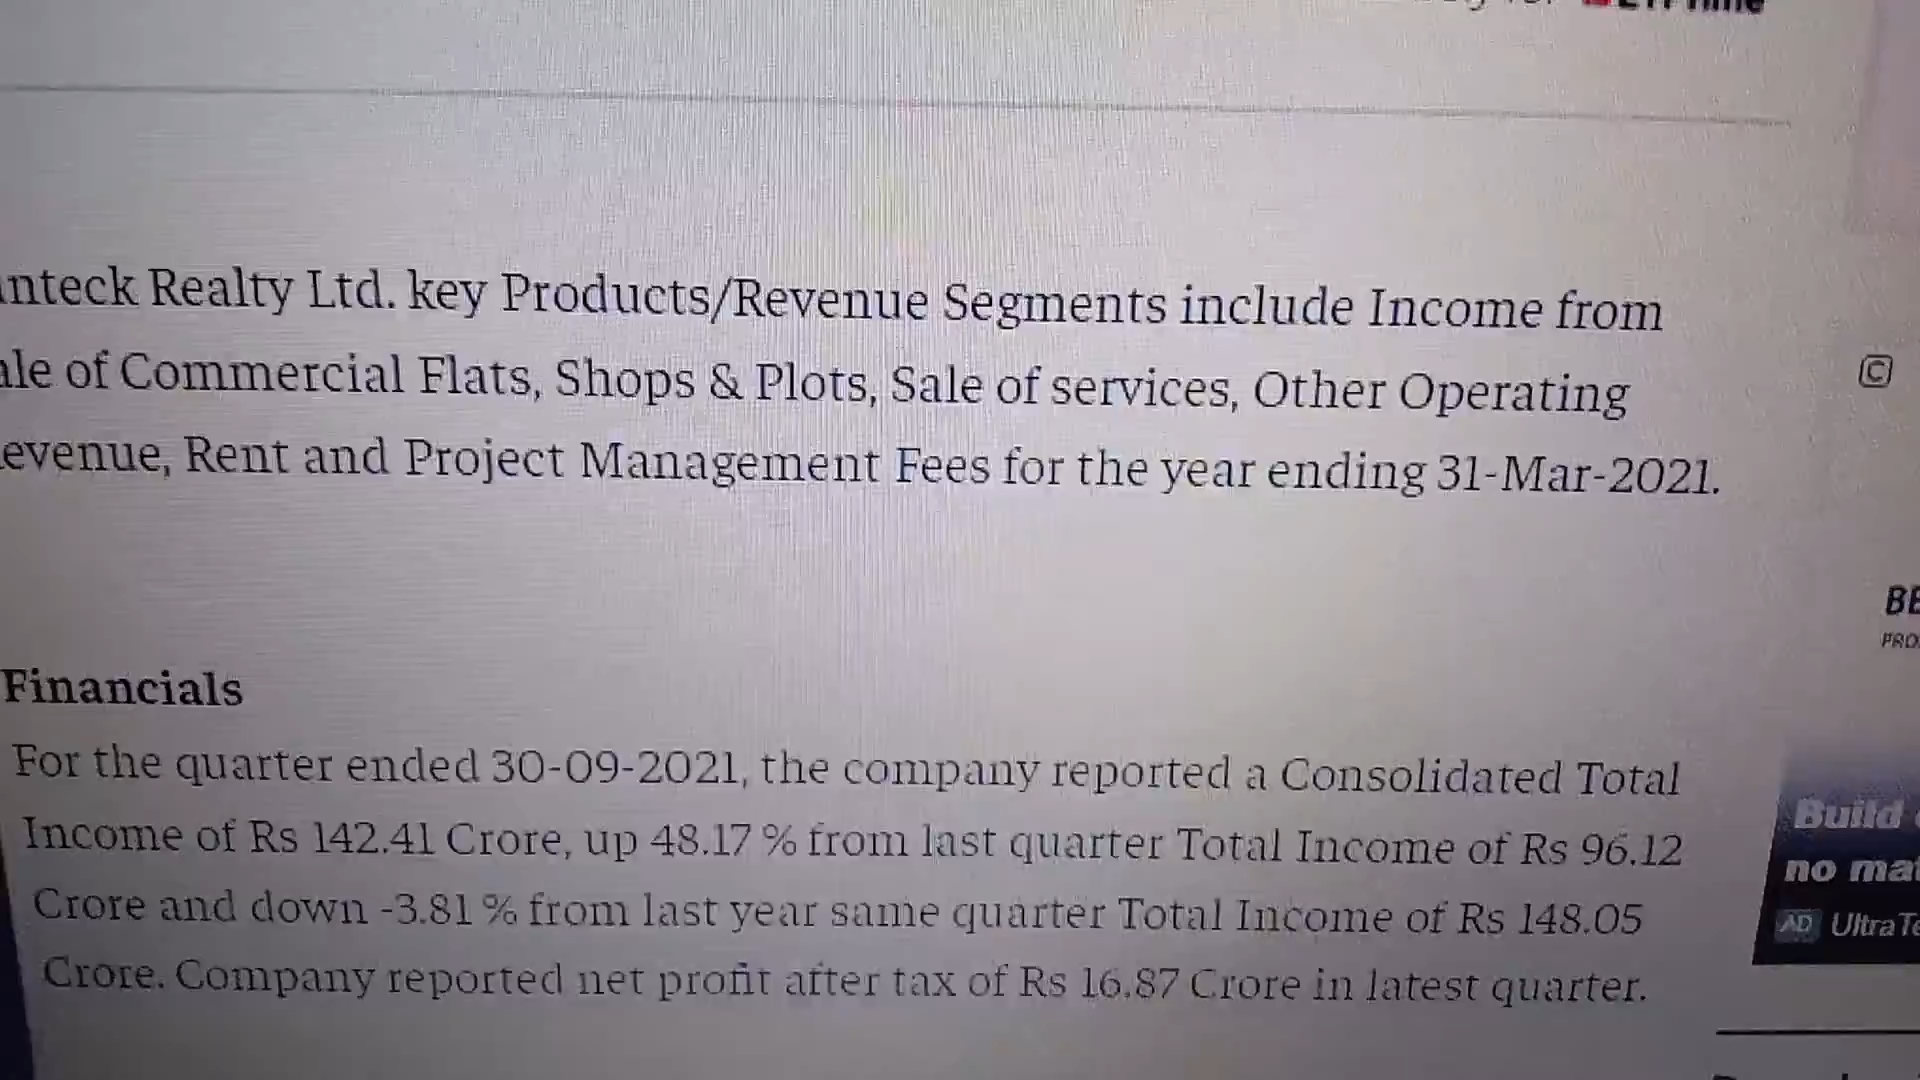 nteck Realty Ltd. key Products/Revenue Segments include Income from
ale of Commercial Flats, Shops & Plots, Sale of services, Other Operating
evenue, Rent and Project Management Fees for the year ending 31-Mar-2021.
Financials
For the quarter ended 30-09-2021, the company reported a Consolidated Total
Income of Rs 142.41 Crore, up 48.17 % from last quarter Total Income of Rs 96.12
Crore and down -3.81 % from last year same quarter Total Income of Rs 148.05
Crore. Company reported net profit after tax of Rs 16.87 Crore in latest quarter.
C
BE
PRO
Build
no mat
AD UltraTe